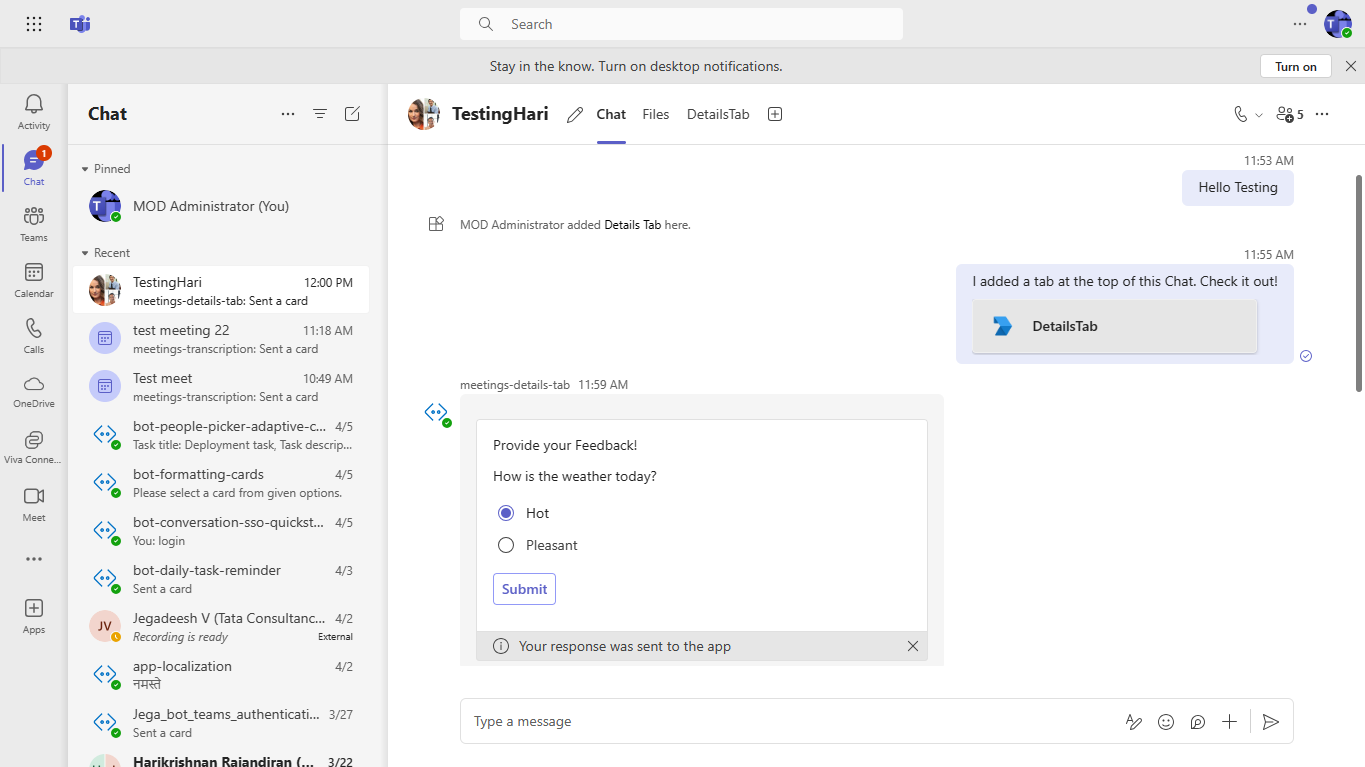 Search
Stay in the know. Turn on desktop notifications.
Turn on
Activity
1
Chat
Teams
Calendar
Calls
OneDrive
Viva Conne...
Meet
Apps
Chat
Pinned
MOD Administrator (You)
Recent
TestingHari 12:00 PM
meetings-details-tab: Sent a card
test meeting 22 11:18 AM
meetings-transcription: Sent a card
Test meet 10:49 AM
meetings-transcription: Sent a card
bot-people-picker-adaptive-c... 4/5
Task title: Deployment task, Task descrip...
bot-formatting-cards 4/5
Please select a card from given options.
bot-conversation-sso-quickst... 4/5
You: login
bot-daily-task-reminder 4/3
Sent a card
JV
Jegadeesh V (Tata Consultanc... 4/2
Recording is ready External
app-localization 4/2
नमस्ते
Jega_bot_teams_authenticati... 3/27
Sent a card
Harikrishnan Rajandiran (... 3/22
TestingHari
Chat Files DetailsTab
5
11:53 AM
Hello Testing
MOD Administrator added Details Tab here.
11:55 AM
I added a tab at the top of this Chat. Check it out!
DetailsTab
meetings-details-tab 11:59 AM
Provide your Feedback!
How is the weather today?
Hot
Pleasant
Submit
Your response was sent to the app
Type a message